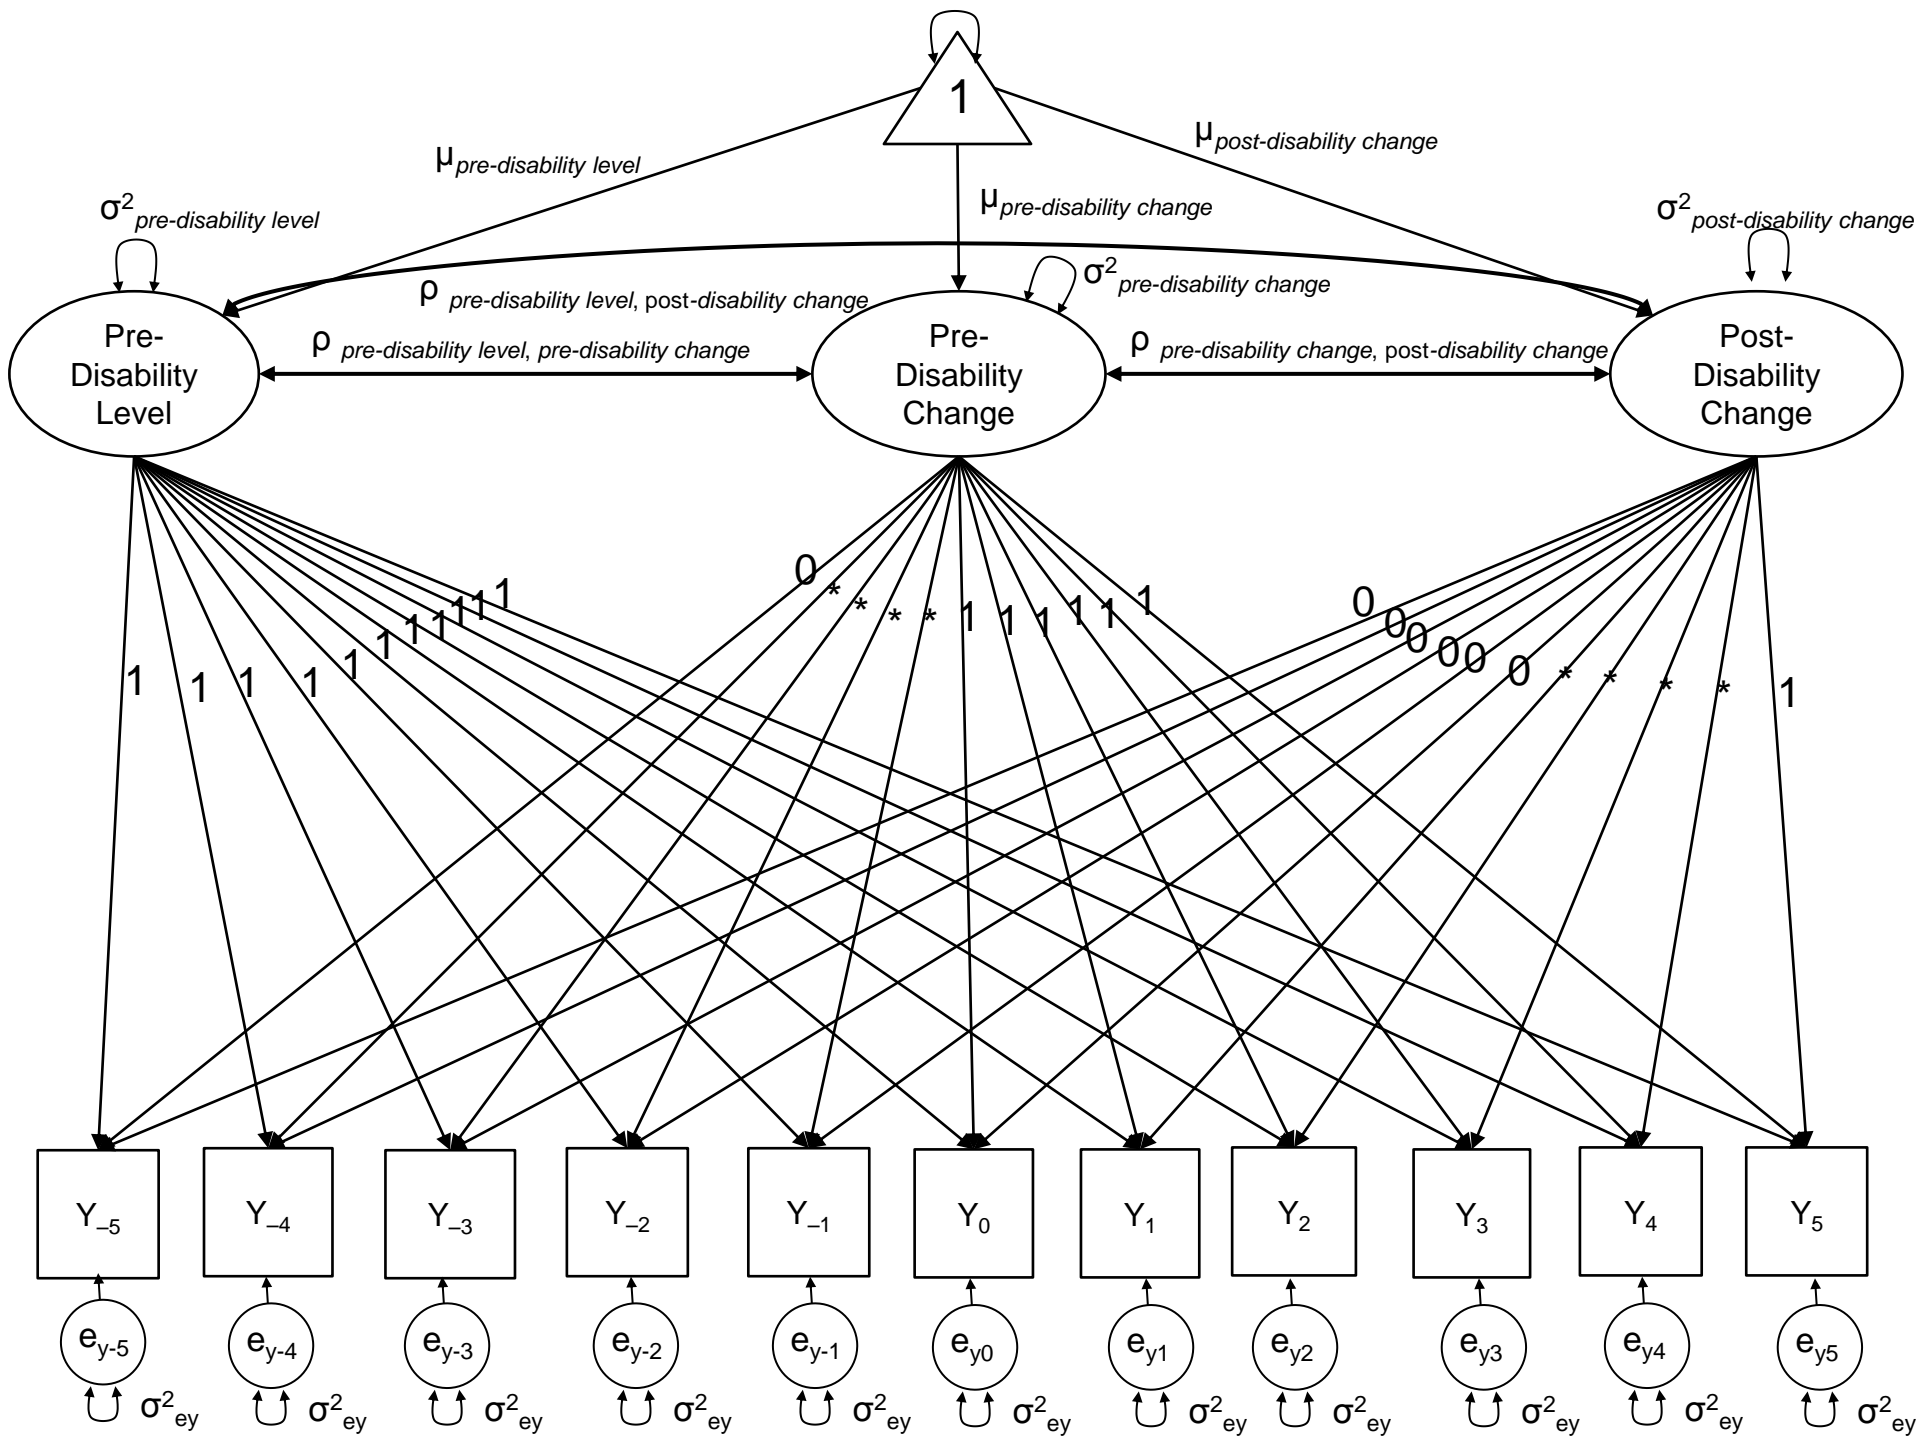 1
μpost-disability change
μpre-disability level
μpre-disability change
σ2pre-disability level
σ2post-disability change
σ2pre-disability change
ρ pre-disability level, post-disability change
ρ pre-disability level, pre-disability change
ρ pre-disability change, post-disability change
Pre-
Disability
Level
Pre-
Disability
Change
Post-
Disability
Change
1 1 1 1 1 1 1 1 1 1 1
0 * * * * 1 1 1 1 1 1
0 0 0 0 0 0 * * * * 1
Y–5 Y–4 Y–3 Y–2 Y–1 Y0 Y1 Y2 Y3 Y4 Y5
ey-5 ey-4 ey-3 ey-2 ey-1 ey0 ey1 ey2 ey3 ey4 ey5
σ2ey σ2ey σ2ey σ2ey σ2ey σ2ey σ2ey σ2ey σ2ey σ2ey σ2ey